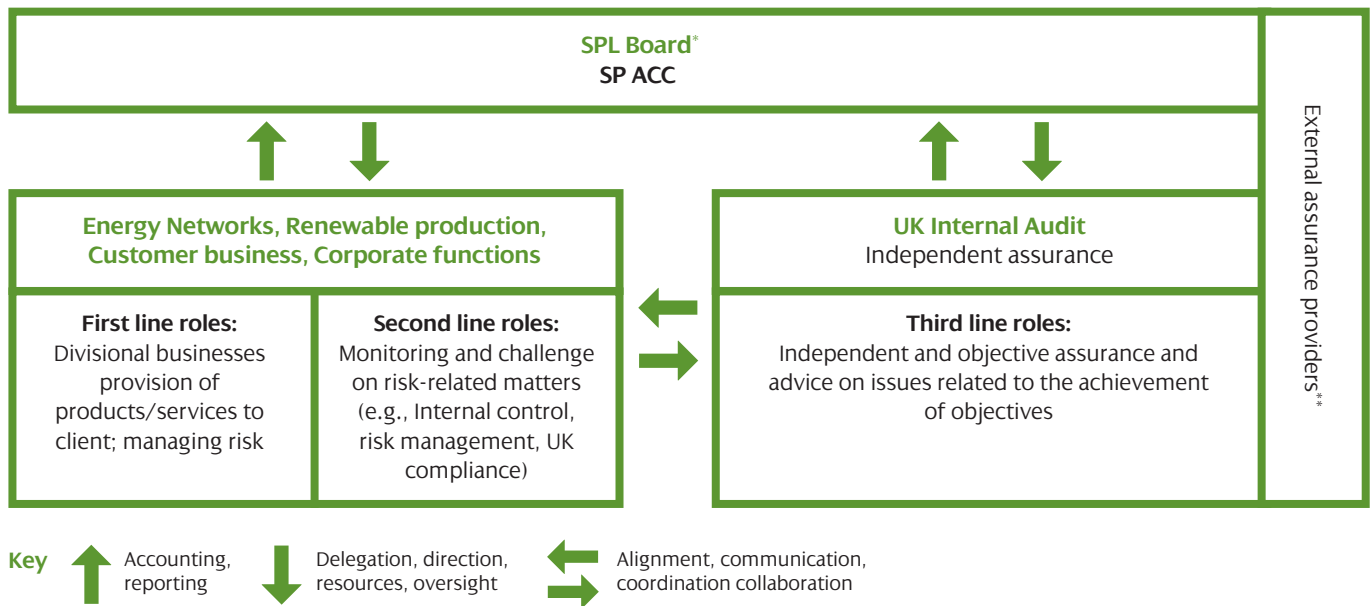 SPL Board*
SP ACC
Energy Networks, Renewable production,
Customer business, Corporate functions
First line roles:
Divisional businesses
provision of
products/services to
client; managing risk
Second line roles:
Monitoring and challenge
on risk-related matters
(e.g., Internal control,
risk management, UK
compliance)
UK Internal Audit
Independent assurance
Third line roles:
Independent and objective assurance and
advice on issues related to the achievement
of objectives
External assurance providers**
Key
Accounting,
reporting
Delegation, direction,
resources, oversight
Alignment, communication,
coordination collaboration